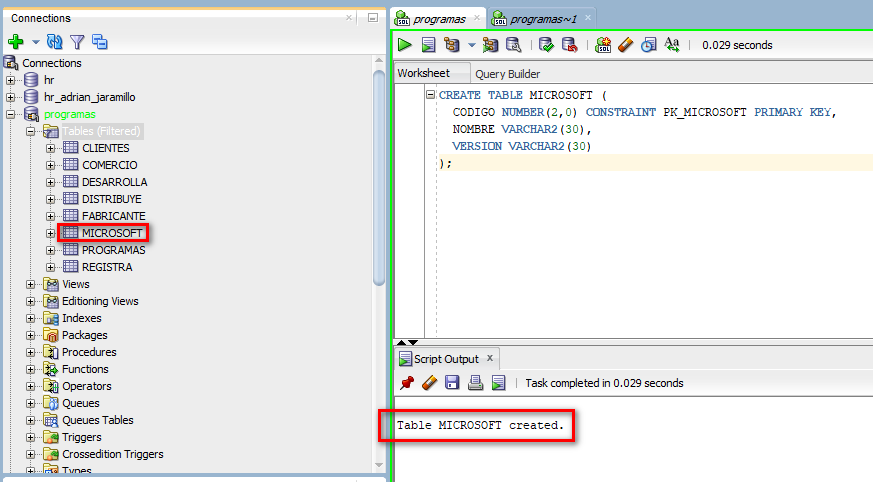 Connections
Connections
hr
hr_adrian_jaramillo
programas
Tables (Filtered)
CLIENTES
COMERCIO
DESARROLLA
DISTRIBUYE
FABRICANTE
MICROSOFT
PROGRAMAS
REGISTRA
Views
Editioning Views
Indexes
Packages
Procedures
Functions
Operators
Queues
Queues Tables
Triggers
Crossedition Triggers
Types
programas programas~1
0.029 seconds
Worksheet Query Builder
CREATE TABLE MICROSOFT (
CODIGO NUMBER(2,0) CONSTRAINT PK_MICROSOFT PRIMARY KEY,
NOMBRE VARCHAR2(30),
VERSION VARCHAR2(30)
);
Script Output
Task completed in 0.029 seconds
Table MICROSOFT created.